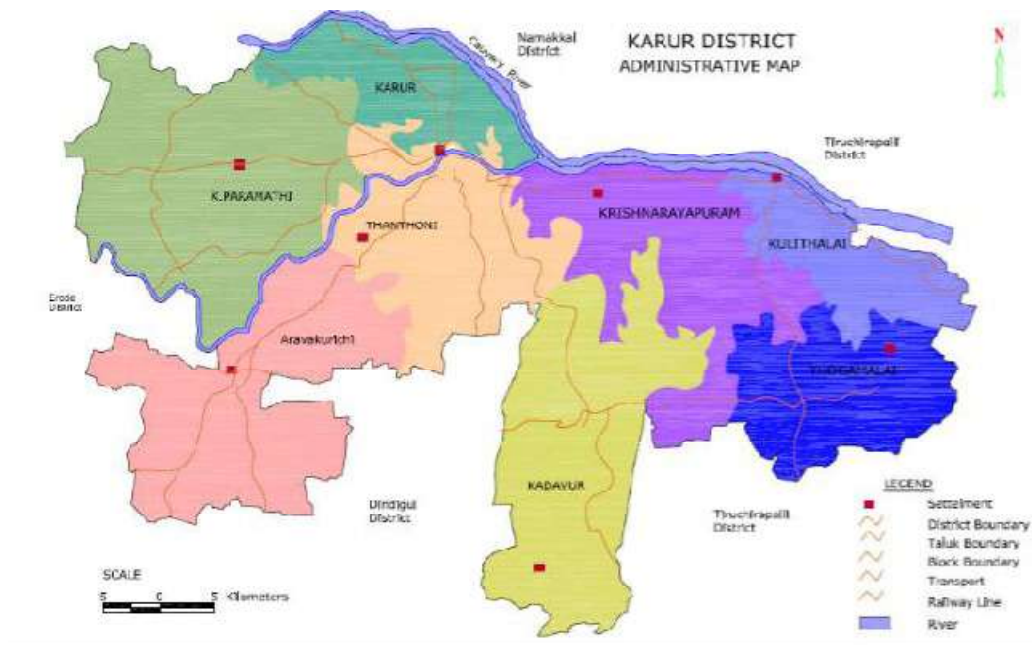 KARUR DISTRICT
ADMINISTRATIVE MAP
N
Namakkal
District
Cauvery River
KARUR
Tiruchirapalli
District
K.PARAMATHI
KRISHNARAYAPURAM
THANTHONI
KULITHALAI
Erode
District
Aravakurichi
THOGAMALAI
KADAVUR
Dindigul
District
Tiruchirapalli
District
LEGEND
Settelment
District Boundary
Taluk Boundary
Block Boundary
Transport
Railway Line
River
SCALE
5 0 5 Kilometers